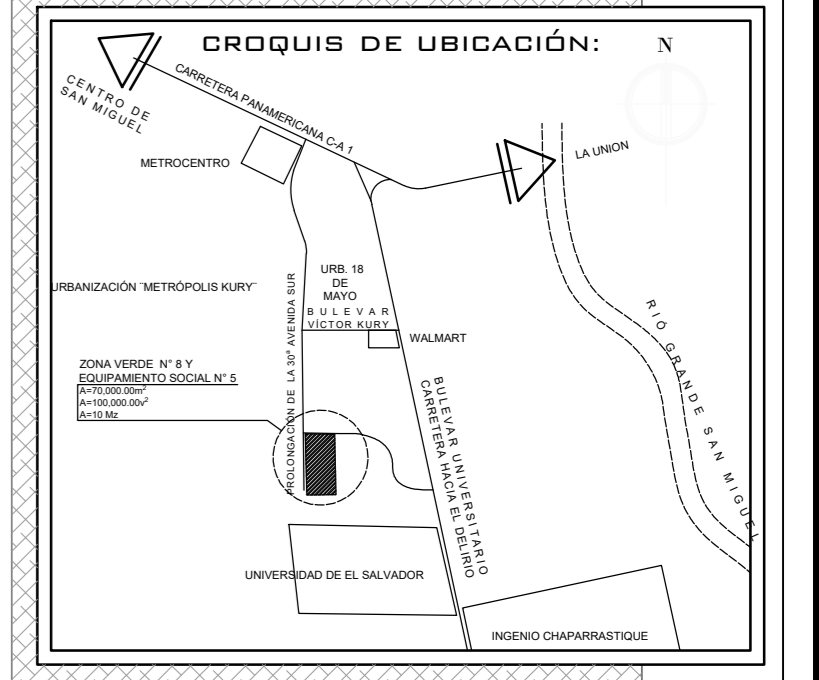 CROQUIS DE UBICACIÓN:
N
CENTRO DE
SAN MIGUEL
CARRETERA PANAMERICANA C-A 1
METROCENTRO
LA UNION
URB. 18
DE
MAYO
URBANIZACIÓN ¨METRÓPOLIS KURY¨
BULEVAR
VÍCTOR KURY
WALMART
RIÓ GRANDE SAN MIGUEL
PROLONGACIÓN DE LA 30ª AVENIDA SUR
ZONA VERDE N° 8 Y
EQUIPAMIENTO SOCIAL N° 5
A=70,000.00m²
A=100,000.00v²
A=10 Mz
BULEVAR UNIVERSITARIO
CARRETERA HACIA EL DELIRIO
UNIVERSIDAD DE EL SALVADOR
INGENIO CHAPARRASTIQUE